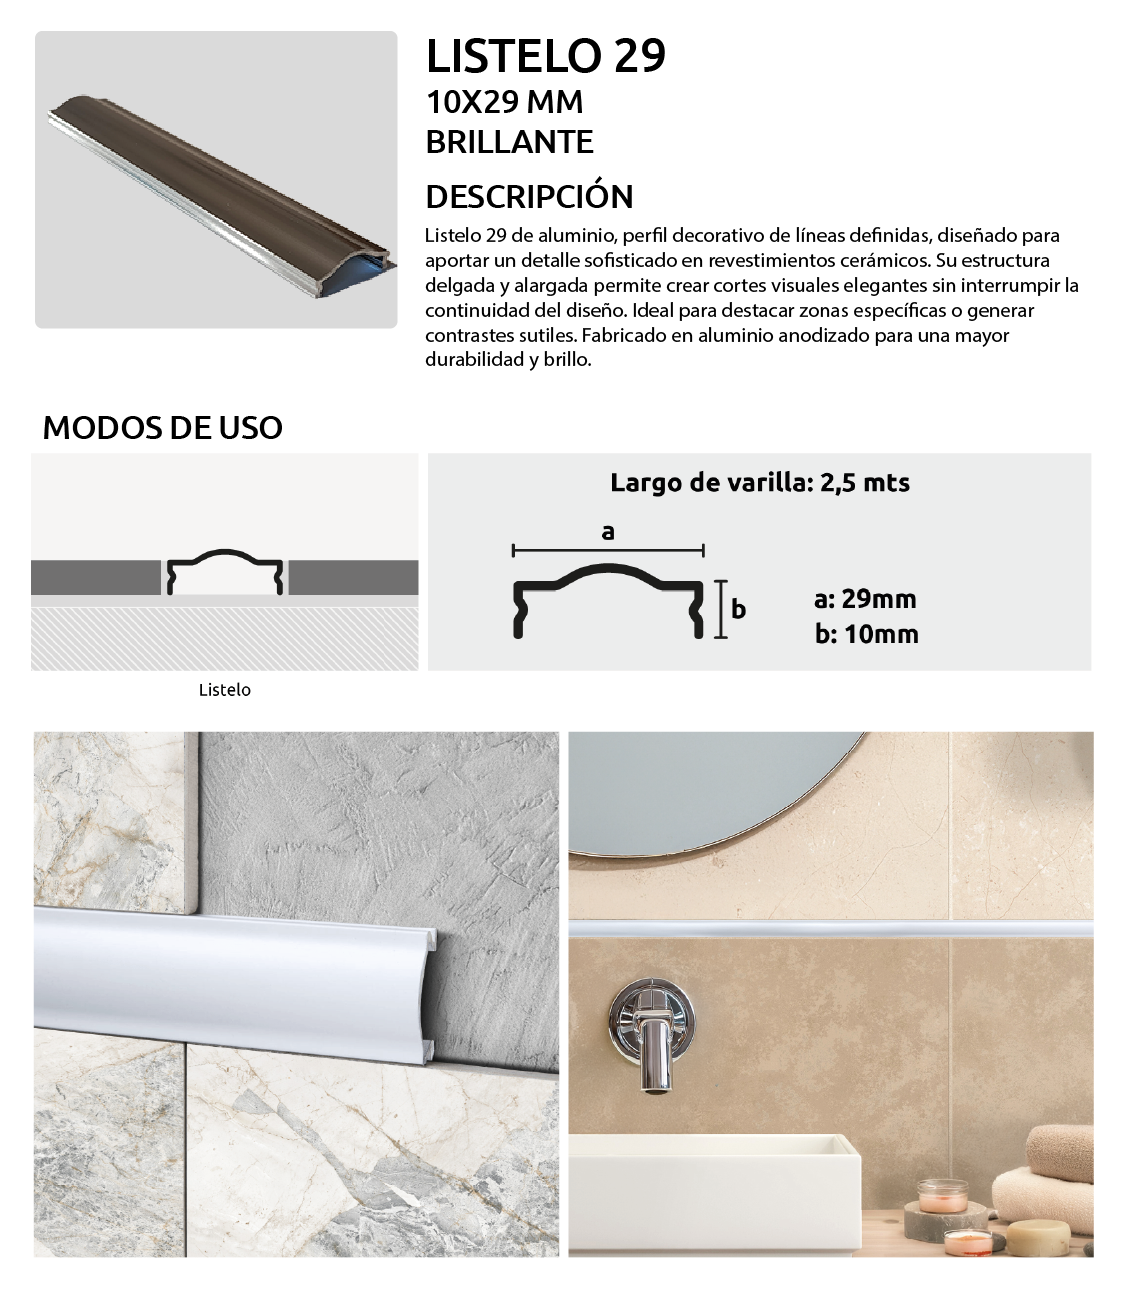 LISTELO 29
10X29 MM
BRILLANTE
DESCRIPCIÓN
Listelo 29 de aluminio, perfil decorativo de líneas definidas, diseñado para
aportar un detalle sofisticado en revestimientos cerámicos. Su estructura
delgada y alargada permite crear cortes visuales elegantes sin interrumpir la
continuidad del diseño. Ideal para destacar zonas específicas o generar
contrastes sutiles. Fabricado en aluminio anodizado para una mayor
durabilidad y brillo.
MODOS DE USO
Listelo
Largo de varilla: 2,5 mts
a
b
a: 29mm
b: 10mm